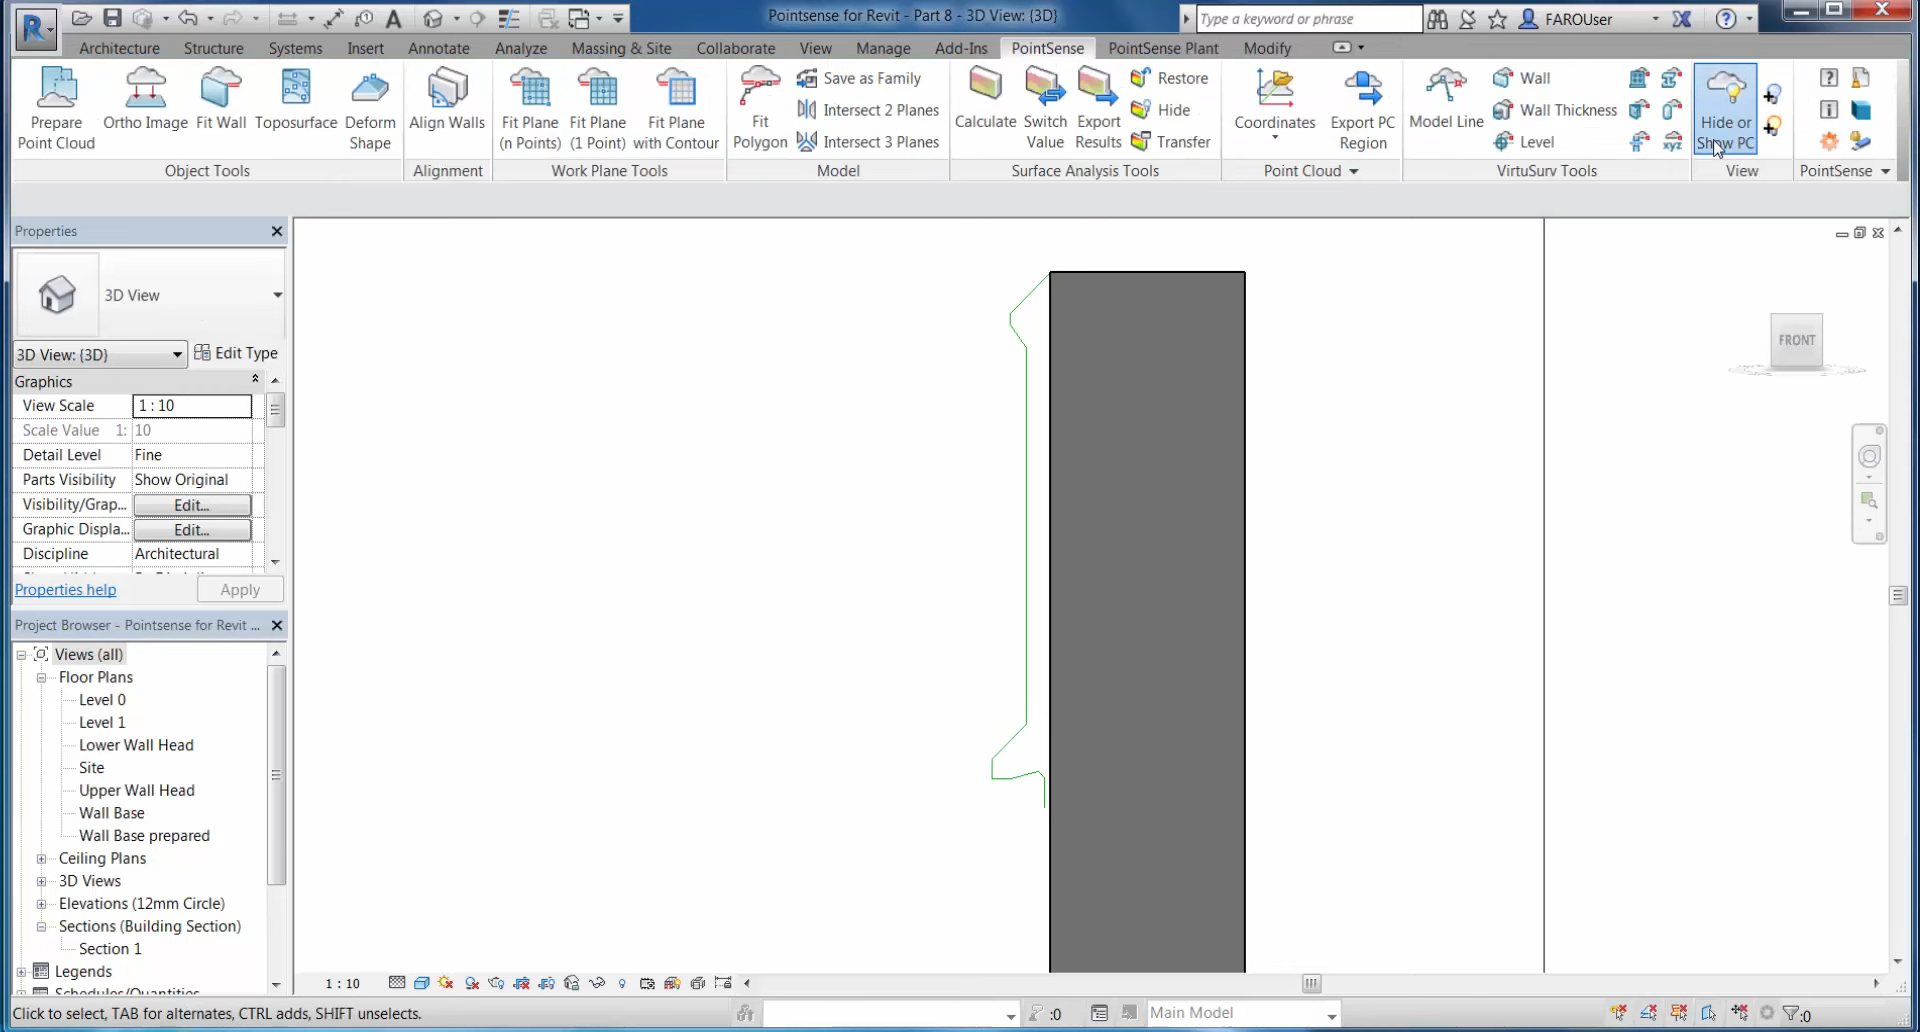 Pointsense for Revit - Part 8 - 3D View: {3D}
Type a keyword or phrase
FAROUser
Architecture Structure Systems Insert Annotate Analyze Massing & Site Collaborate View Manage Add-Ins PointSense PointSense Plant Modify
Prepare Point Cloud
Ortho Image
Fit Wall
Toposurface
Deform Shape
Object Tools
Align Walls
Alignment
Fit Plane (n Points)
Fit Plane (1 Point)
Fit Plane with Contour
Work Plane Tools
Fit Polygon
Save as Family
Intersect 2 Planes
Intersect 3 Planes
Model
Calculate
Switch Value
Export Results
Restore
Hide
Transfer
Surface Analysis Tools
Coordinates
Export PC Region
Point Cloud
Model Line
Wall
Wall Thickness
Level
xyz
VirtuSurv Tools
Hide or Show PC
View
PointSense
Properties
3D View
3D View: {3D}
Edit Type
Graphics
View Scale 1 : 10
Scale Value 1: 10
Detail Level Fine
Parts Visibility Show Original
Visibility/Grap... Edit...
Graphic Displa... Edit...
Discipline Architectural
Properties help
Apply
Project Browser - Pointsense for Revit ...
Views (all)
Floor Plans
Level 0
Level 1
Lower Wall Head
Site
Upper Wall Head
Wall Base
Wall Base prepared
Ceiling Plans
3D Views
Elevations (12mm Circle)
Sections (Building Section)
Section 1
Legends
Schedules/Quantities
FRONT
1 : 10
Click to select, TAB for alternates, CTRL adds, SHIFT unselects.
:0
Main Model
:0